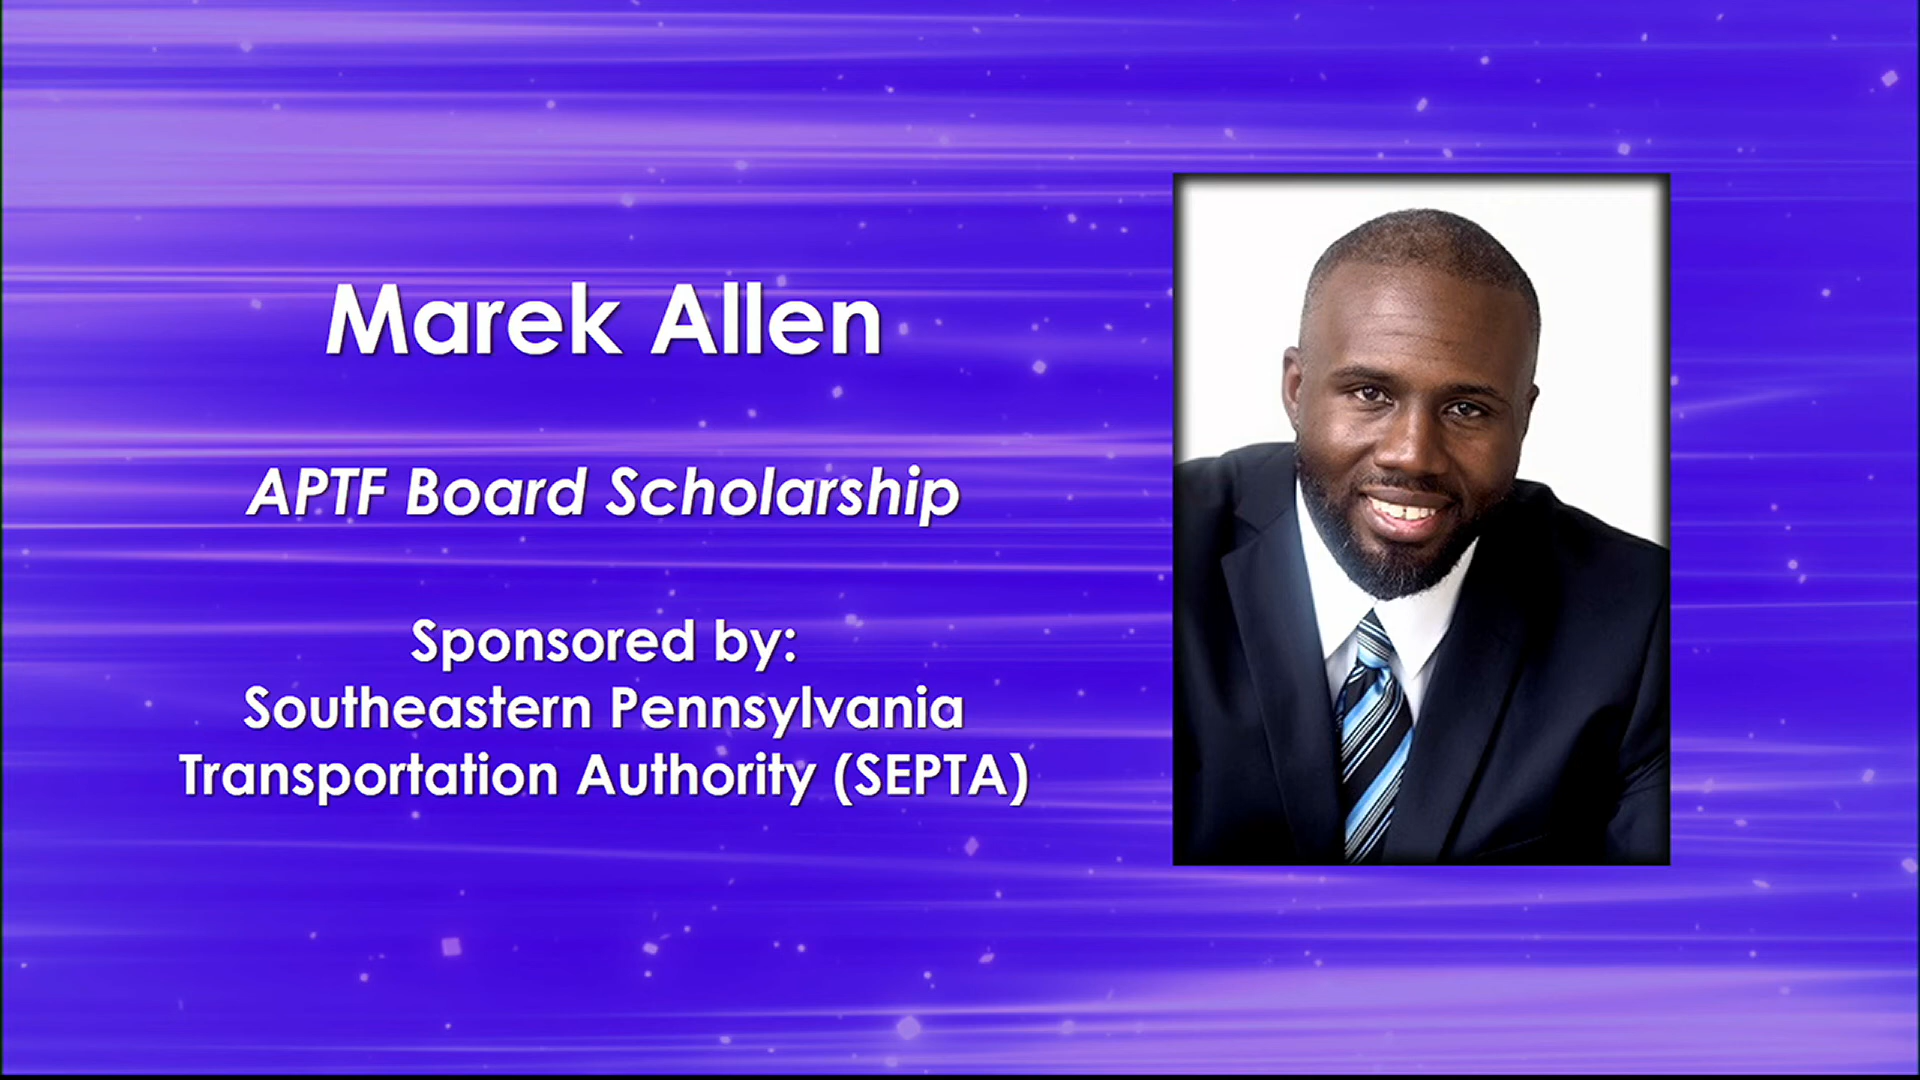 Marek Allen
APTF Board Scholarship
Sponsored by:
Southeastern Pennsylvania
Transportation Authority (SEPTA)